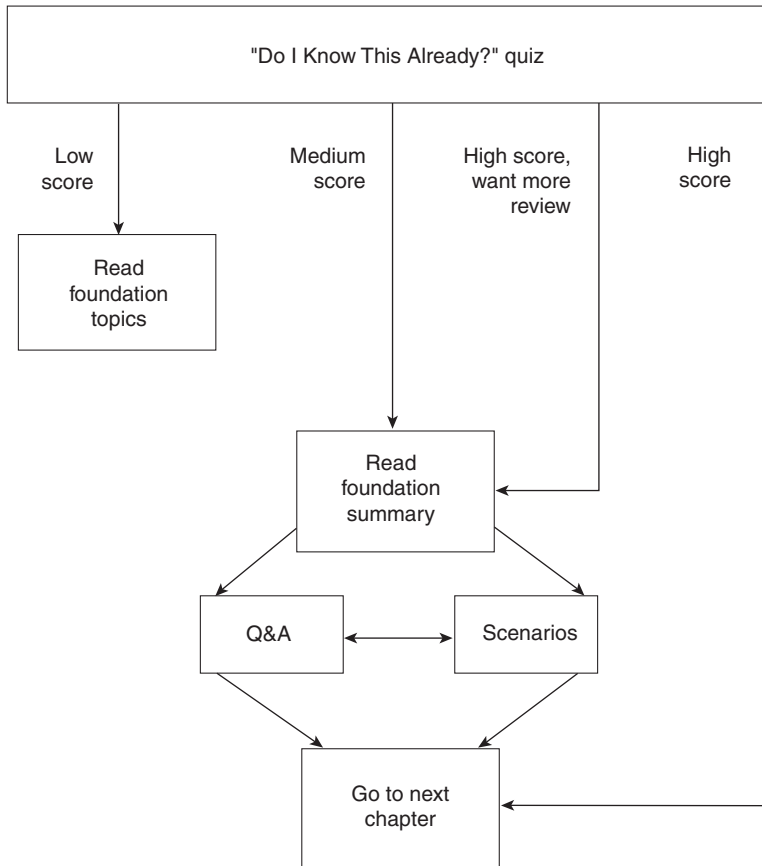 "Do I Know This Already?" quiz
Low
score
Medium
score
High score,
want more
review
High
score
Read
foundation
topics
Read
foundation
summary
Q&A
Scenarios
Go to next
chapter